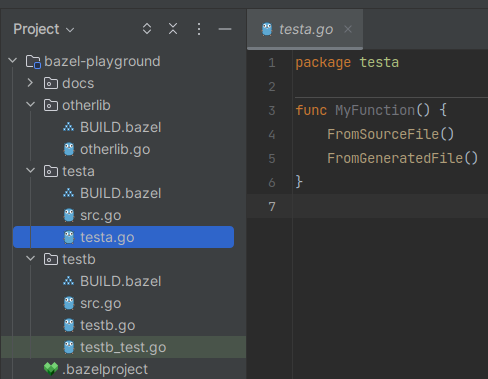 Project
testa.go
bazel-playground
docs
otherlib
BUILD.bazel
otherlib.go
testa
BUILD.bazel
src.go
testa.go
testb
BUILD.bazel
src.go
testb.go
testb_test.go
.bazelproject
1 package testa
2
3 func MyFunction() {
4 FromSourceFile()
5 FromGeneratedFile()
6 }
7